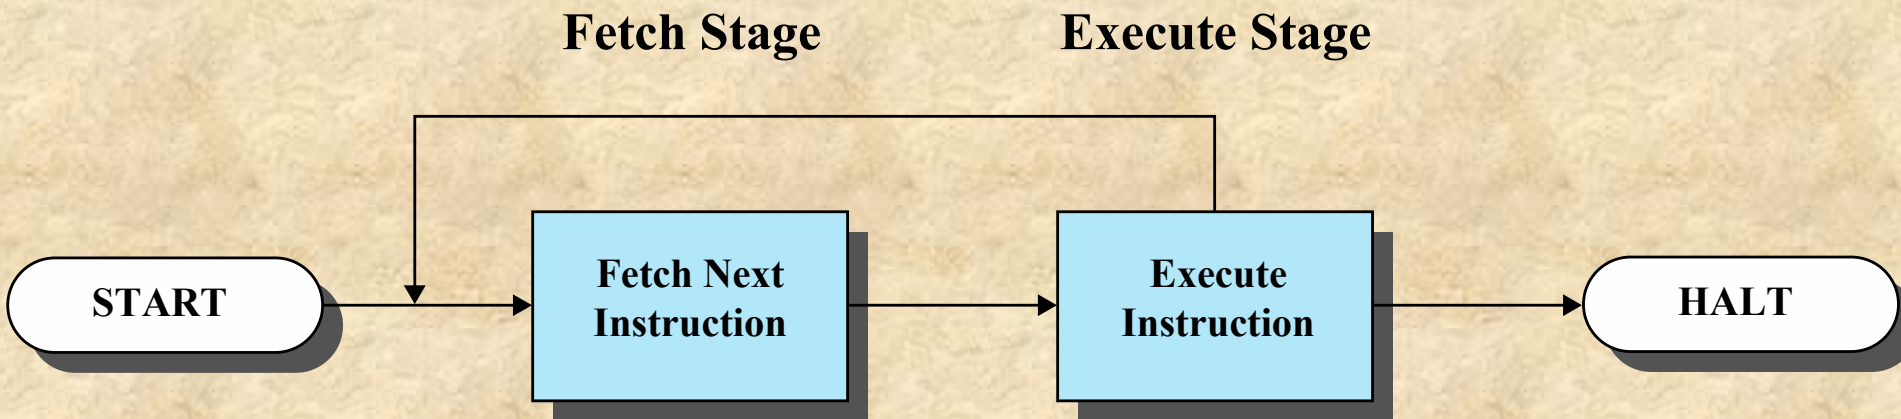 Fetch Stage
Execute Stage
START
Fetch Next
Instruction
Execute
Instruction
HALT